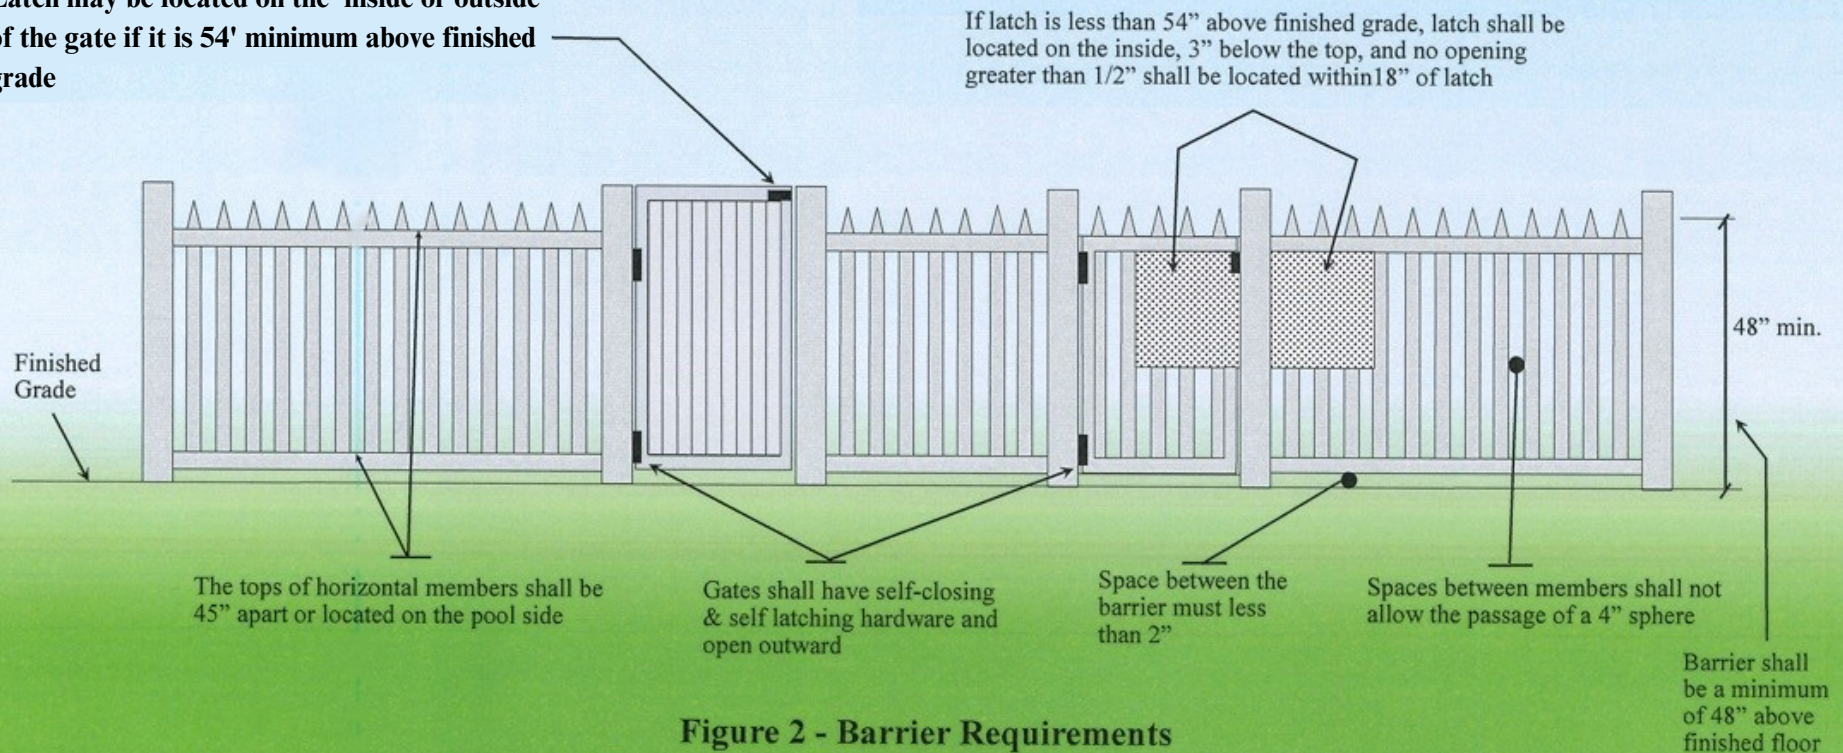 Latch may be located on the inside or outside
of the gate if it is 54' minimum above finished
grade
If latch is less than 54” above finished grade, latch shall be
located on the inside, 3” below the top, and no opening
greater than 1/2” shall be located within18” of latch
48” min.
Finished
Grade
The tops of horizontal members shall be
45” apart or located on the pool side
Gates shall have self-closing
& self latching hardware and
open outward
Space between the
barrier must less
than 2”
Spaces between members shall not
allow the passage of a 4” sphere
Barrier shall
be a minimum
of 48” above
finished floor
Figure 2 - Barrier Requirements